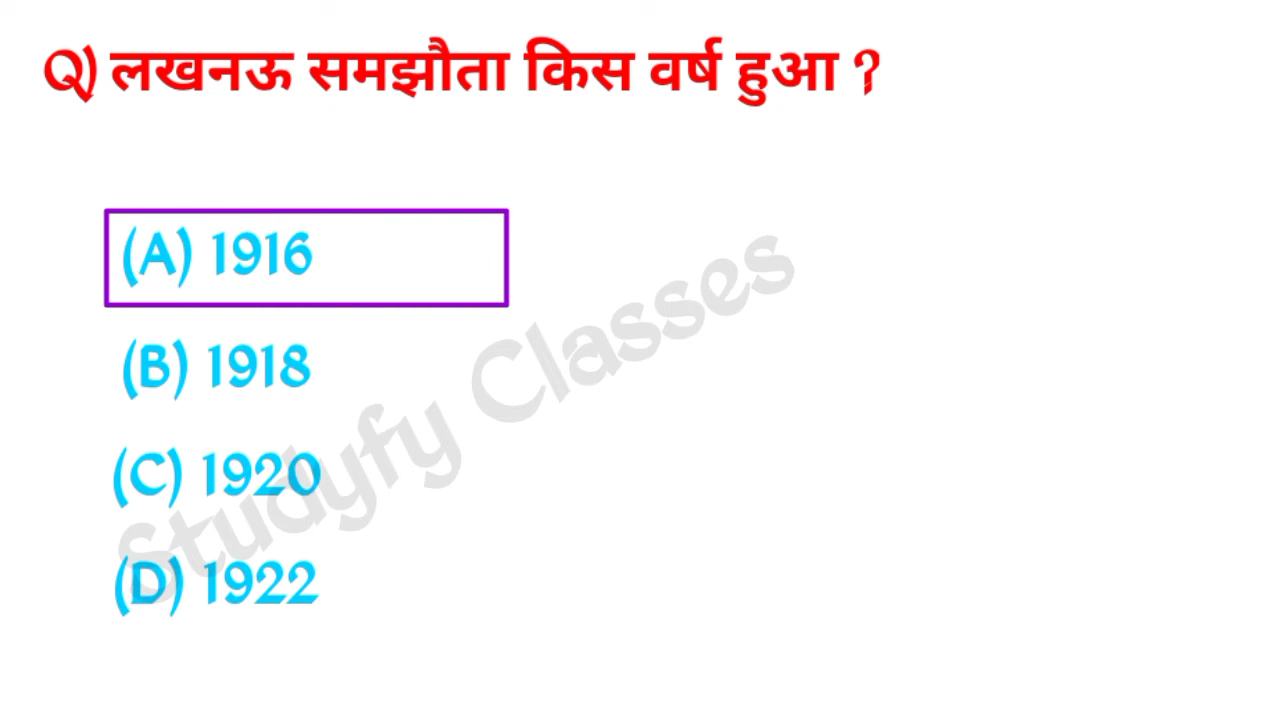 Q) लखनऊ समझौता किस वर्ष हुआ ?
(A) 1916
(B) 1918
(C) 1920
(D) 1922
Studyfy Classes